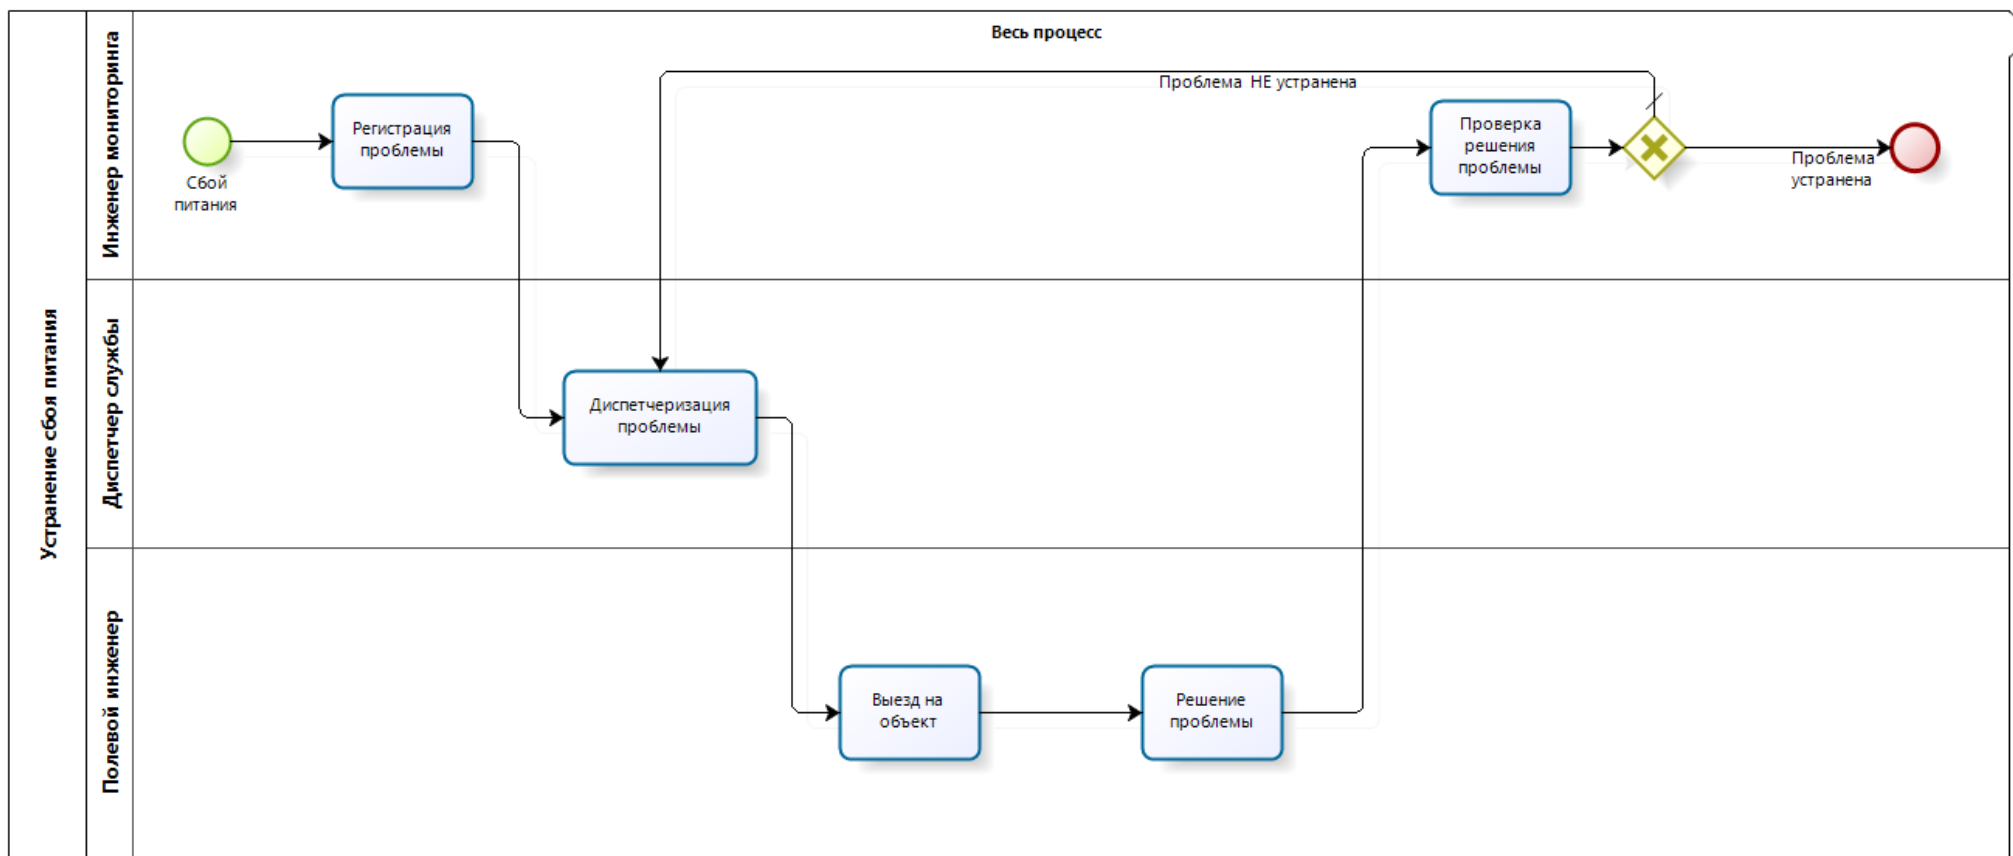 Весь процесс
Устранение сбоя питания
Инженер мониторинга
Сбой
питания
Регистрация
проблемы
Проблема НЕ устранена
Проверка
решения
проблемы
Проблема
устранена
Диспетчер службы
Диспетчеризация
проблемы
Полевой инженер
Выезд на
объект
Решение
проблемы